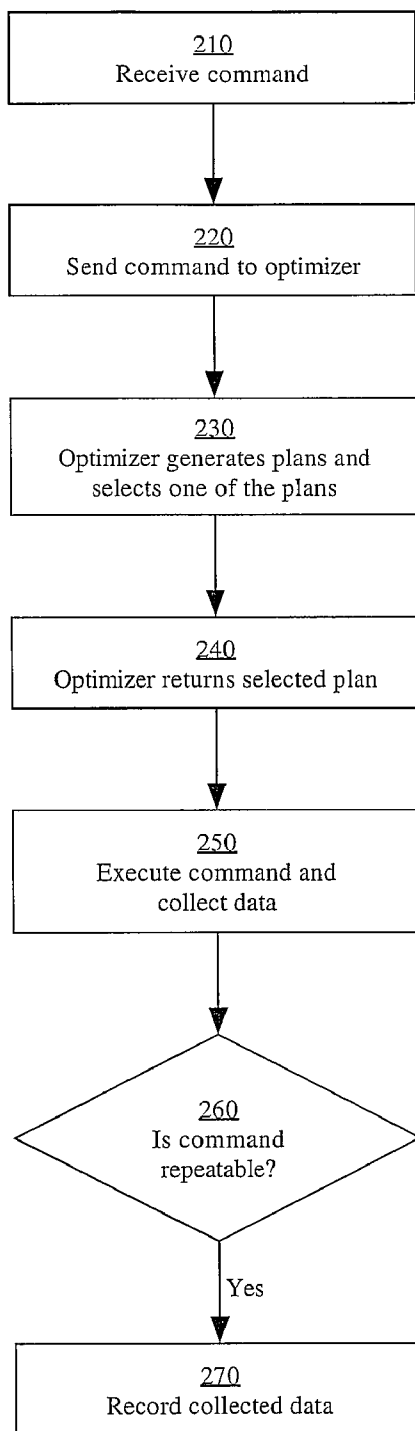 210
Receive command
220
Send command to optimizer
230
Optimizer generates plans and
selects one of the plans
240
Optimizer returns selected plan
250
Execute command and
collect data
260
Is command
repeatable?
Yes
270
Record collected data